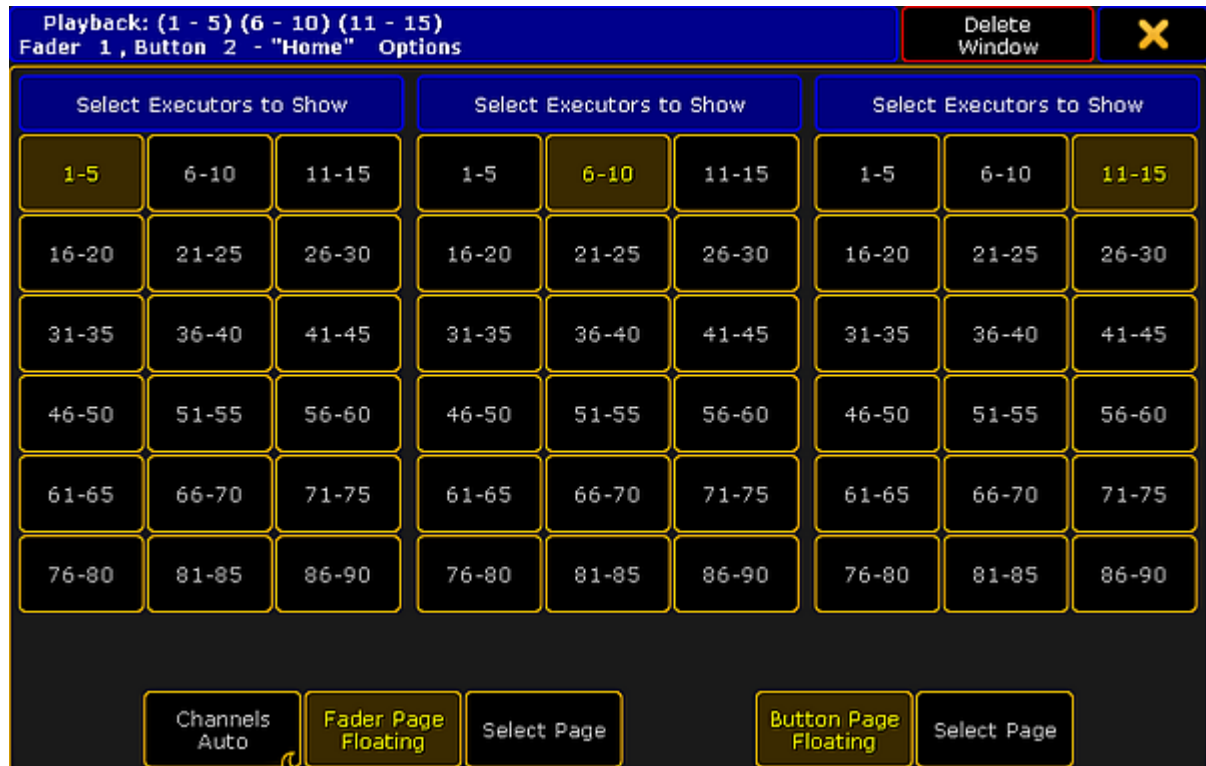 Playback: (1 - 5) (6 - 10) (11 - 15)
Fader 1 , Button 2 - "Home" Options
Delete
Window
Select Executors to Show Select Executors to Show Select Executors to Show
1-5 6-10 11-15 1-5 6-10 11-15 1-5 6-10 11-15
16-20 21-25 26-30 16-20 21-25 26-30 16-20 21-25 26-30
31-35 36-40 41-45 31-35 36-40 41-45 31-35 36-40 41-45
46-50 51-55 56-60 46-50 51-55 56-60 46-50 51-55 56-60
61-65 66-70 71-75 61-65 66-70 71-75 61-65 66-70 71-75
76-80 81-85 86-90 76-80 81-85 86-90 76-80 81-85 86-90
Channels
Auto
Fader Page
Floating
Select Page
Button Page
Floating
Select Page